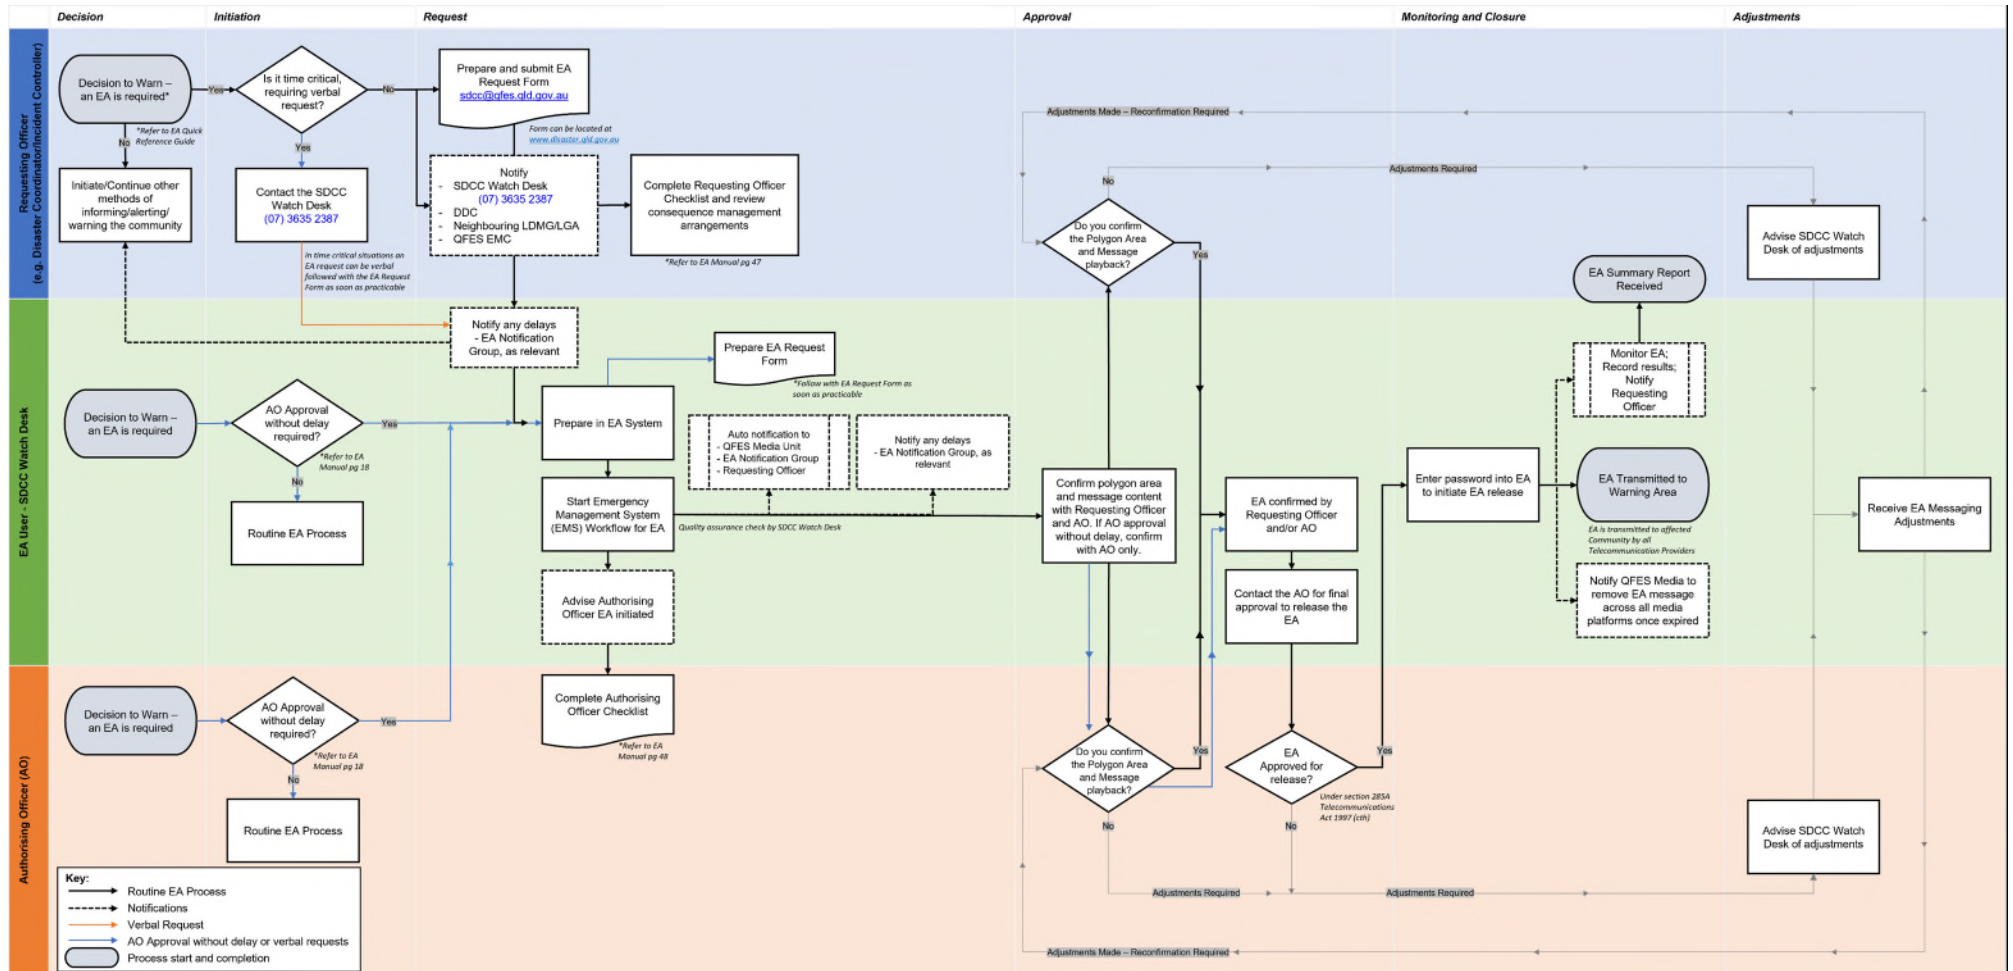 Decision
Initiation
Request
Approval
Monitoring and Closure
Adjustments
Requesting Officer
(e.g. Disaster Coordinator/Incident Controller)
Decision to Warn –
an EA is required*
Yes
*Refer to EA Quick
Reference Guide
No
Initiate/Continue other
methods of
informing/alerting/
warning the community
Is it time critical,
requiring verbal
request?
No
Yes
Contact the SDCC
Watch Desk
(07) 3635 2387
In time critical situations an
EA request can be verbal
followed with the EA Request
Form as soon as practicable
Prepare and submit EA
Request Form
sdcc@qfes.qld.gov.au
Form can be located at
www.disaster.qld.gov.au
Notify
- SDCC Watch Desk
(07) 3635 2387
- DDC
- Neighbouring LDMG/LGA
- QFES EMC
Complete Requesting Officer
Checklist and review
consequence management
arrangements
*Refer to EA Manual pg 47
Adjustments Made – Reconfirmation Required
No
Adjustments Required
Do you confirm
the Polygon Area
and Message
playback?
Yes
Advise SDCC Watch
Desk of adjustments
EA Summary Report
Received
EA User - SDCC Watch Desk
Notify any delays
- EA Notification
Group, as relevant
Decision to Warn –
an EA is required
AO Approval
without delay
required?
Yes
*Refer to EA
Manual pg 18
No
Routine EA Process
Prepare EA Request
Form
*Follow with EA Request Form as
soon as practicable
Prepare in EA System
Auto notification to
- QFES Media Unit
- EA Notification Group
- Requesting Officer
Notify any delays
- EA Notification Group, as
relevant
Start Emergency
Management System
(EMS) Workflow for EA
Quality assurance check by SDCC Watch Desk
Advise Authorising
Officer EA initiated
Confirm polygon area
and message content
with Requesting Officer
and AO. If AO approval
without delay, confirm
with AO only.
EA confirmed by
Requesting Officer
and/or AO
Contact the AO for final
approval to release the
EA
Enter password into EA
to initiate EA release
Monitor EA;
Record results;
Notify
Requesting
Officer
EA Transmitted to
Warning Area
EA is transmitted to affected
Community by all
Telecommunication Providers
Notify QFES Media to
remove EA message
across all media
platforms once expired
Receive EA Messaging
Adjustments
Authorising Officer (AO)
Decision to Warn –
an EA is required
AO Approval
without delay
required?
Yes
*Refer to EA
Manual pg 18
No
Routine EA Process
Complete Authorising
Officer Checklist
*Refer to EA
Manual pg 48
Do you confirm
the Polygon Area
and Message
playback?
Yes
No
EA
Approved for
release?
Yes
Under section 285A
Telecommunications
Act 1997 (cth)
No
Adjustments Required
Adjustments Required
Advise SDCC Watch
Desk of adjustments
Adjustments Made – Reconfirmation Required
Key:
Routine EA Process
Notifications
Verbal Request
AO Approval without delay or verbal requests
Process start and completion